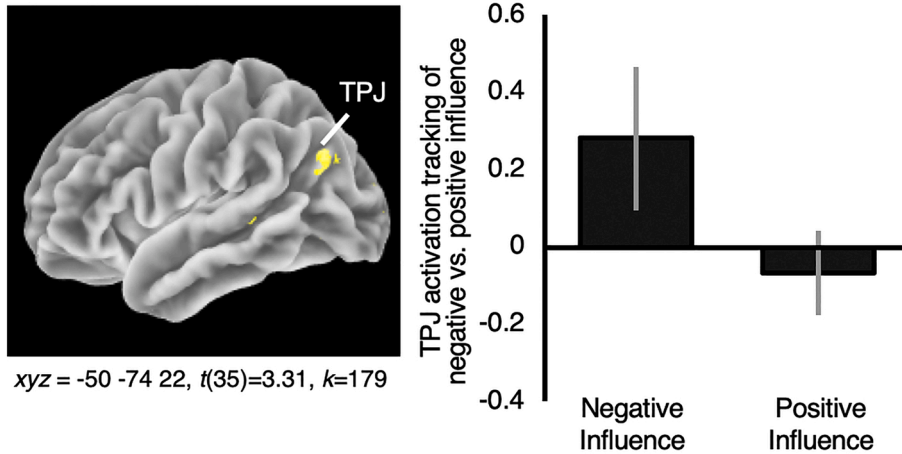 TPJ
xyz = -50 -74 22, t(35)=3.31, k=179
TPJ activation tracking of
negative vs. positive influence
0.6
0.4
0.2
0
-0.2
-0.4
Negative
Influence
Positive
Influence